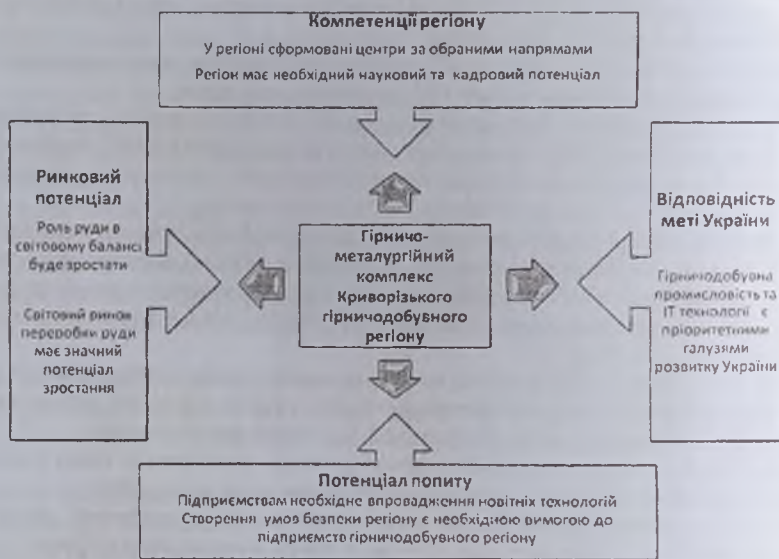 Компетенції регіону
У регіоні сформовані центри за обраними напрямами
Регіон має необхідний науковий та кадровий потенціал
Ринковий
потенціал
Роль руди в
світовому балансі
буде зростати
Світовий ринок
переробки руди
має значний
потенціал
зростання
Гірничо-
металургійний
комплекс
Криворізького
гірничодобувного
регіону
Відповідність
меті України
Гірничодобувна
промисловість та
ІТ технології є
пріоритетними
галузями
розвитку України
Потенціал попиту
Підприємствам необхідне впровадження новітніх технологій
Створення умов безпеки регіону є необхідною вимогою до
підприємств гірничодобувного регіону